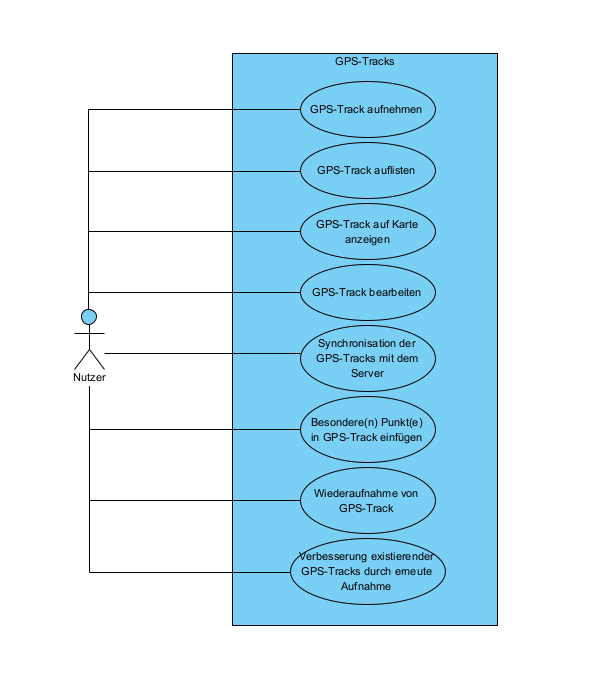 GPS-Tracks
GPS-Track aufnehmen
GPS-Track auflisten
GPS-Track auf Karte
anzeigen
GPS-Track bearbeiten
Synchronisation der
GPS-Tracks mit dem
Server
Nutzer
Besondere(n) Punkt(e)
in GPS-Track einfügen
Wiederaufnahme von
GPS-Track
Verbesserung existierender
GPS-Tracks durch erneute
Aufnahme